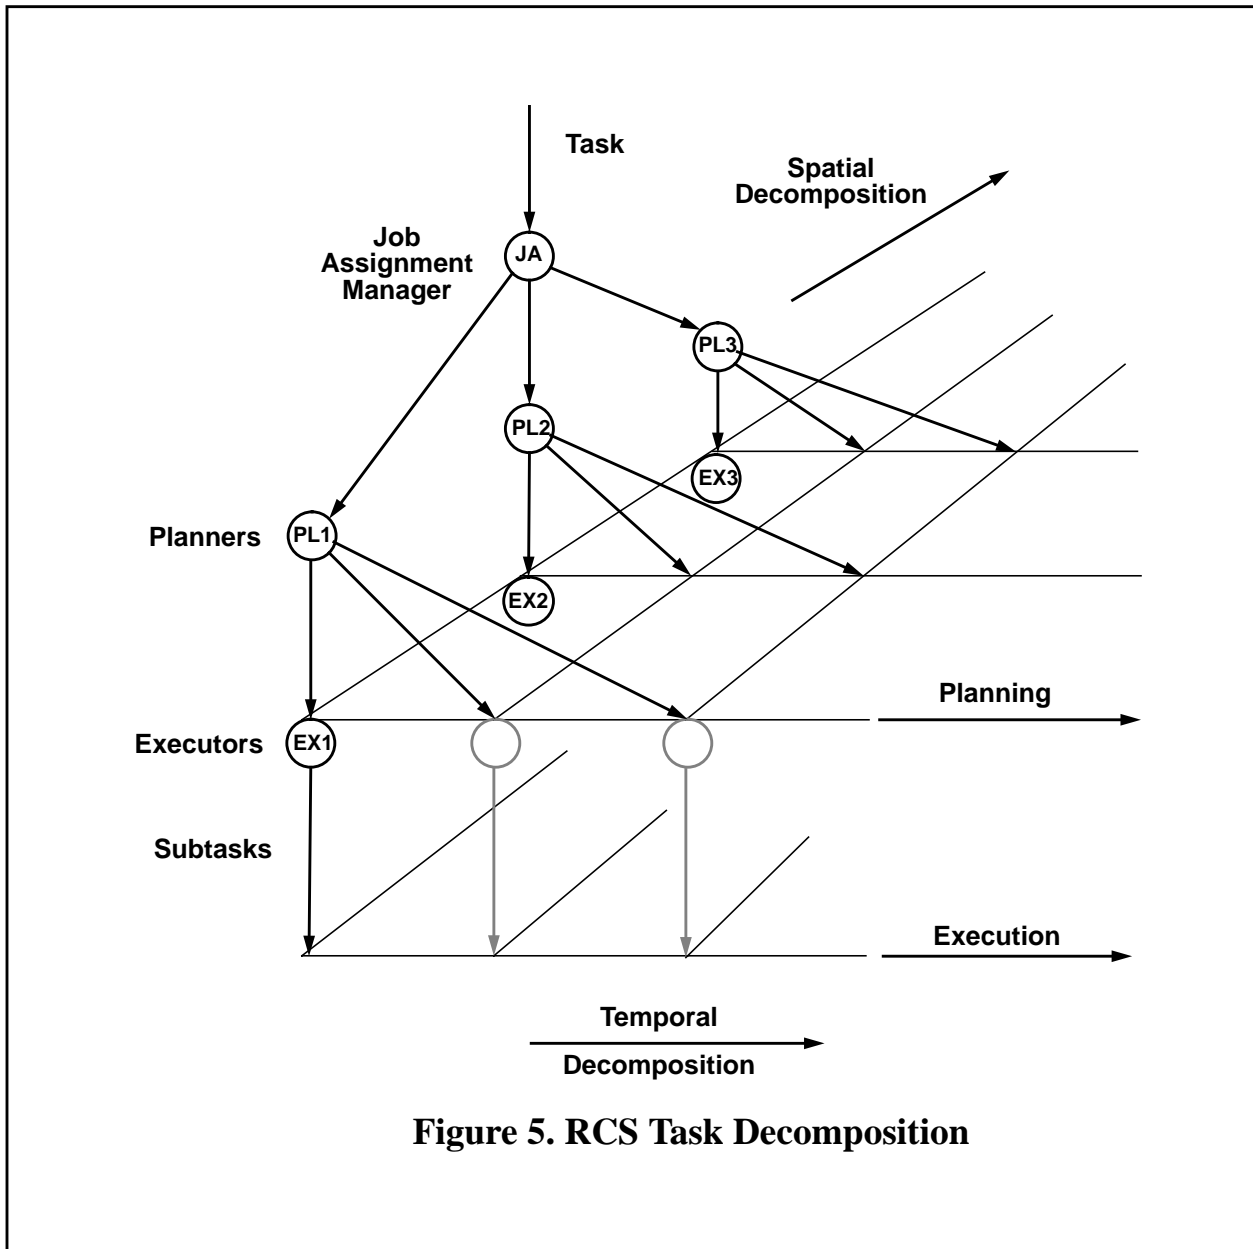 Task
Spatial
Decomposition
Job
Assignment
Manager
JA
PL3
PL2
EX3
Planners
PL1
EX2
Planning
Executors
EX1
Subtasks
Execution
Temporal
Decomposition
Figure 5. RCS Task Decomposition